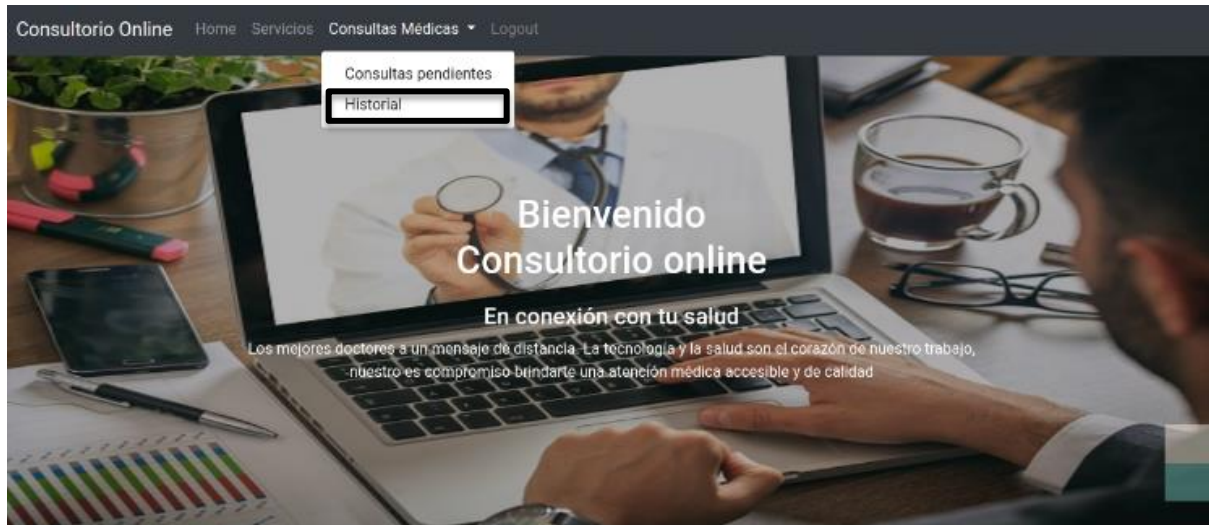 Consultorio Online Home Servicios Consultas Médicas Logout
Consultas pendientes
Historial
Bienvenido
Consultorio online
En conexión con tu salud
Los mejores doctores a un mensaje de distancia. La tecnología y la salud son el corazón de nuestro trabajo,
nuestro es compromiso brindarte una atención médica accesible y de calidad